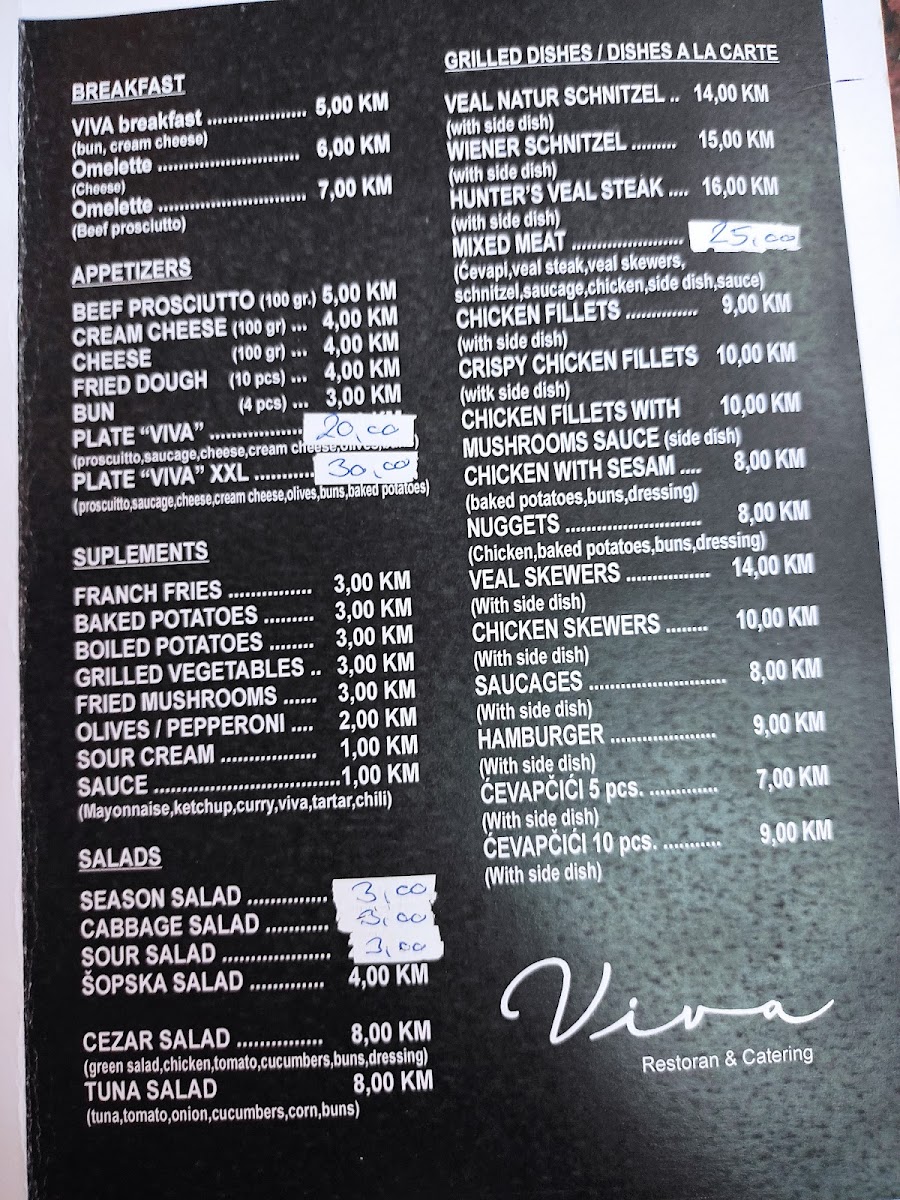 BREAKFAST
VIVA breakfast ................... 5,00 KM
(bun, cream cheese)
Omelette ........................... 6,00 KM
(Cheese)
Omelette ............................ 7,00 KM
(Beef prosciutto)
APPETIZERS
BEEF PROSCIUTTO (100 gr.) 5,00 KM
CREAM CHEESE (100 gr) ... 4,00 KM
CHEESE (100 gr) ... 4,00 KM
FRIED DOUGH (10 pcs) ... 4,00 KM
BUN (4 pcs) ... 3,00 KM
PLATE “VIVA” .................. 20,00
(prosciutto,saucage,cheese,cream cheese,olives,buns)
PLATE “VIVA” XXL ........... 30,00
(proscuitto,saucage,cheese,cream cheese,olives,buns,baked potatoes)
SUPLEMENTS
FRANCH FRIES ............... 3,00 KM
BAKED POTATOES ......... 3,00 KM
BOILED POTATOES ........ 3,00 KM
GRILLED VEGETABLES .. 3,00 KM
FRIED MUSHROOMS ...... 3,00 KM
OLIVES / PEPPERONI .... 2,00 KM
SOUR CREAM ................. 1,00 KM
SAUCE ..................................1,00 KM
(Mayonnaise,ketchup,curry,viva,tartar,chili)
SALADS
SEASON SALAD ............... 3,00
CABBAGE SALAD ........... 3,00
SOUR SALAD .................... 3,00
ŠOPSKA SALAD .............. 4,00 KM
CEZAR SALAD ................ 8,00 KM
(green salad,chicken,tomato,cucumbers,buns,dressing)
TUNA SALAD 8,00 KM
(tuna,tomato,onion,cucumbers,corn,buns)
GRILLED DISHES / DISHES A LA CARTE
VEAL NATUR SCHNITZEL .. 14,00 KM
(with side dish)
WIENER SCHNITZEL ......... 15,00 KM
(with side dish)
HUNTER’S VEAL STEAK .... 16,00 KM
(with side dish)
MIXED MEAT ....................... 25,00
(Ćevapi,veal steak,veal skewers,
schnitzel,saucage,chicken,side dish,sauce)
CHICKEN FILLETS ............... 9,00 KM
(with side dish)
CRISPY CHICKEN FILLETS 10,00 KM
(witk side dish)
CHICKEN FILLETS WITH 10,00 KM
MUSHROOMS SAUCE (side dish)
CHICKEN WITH SESAM .... 8,00 KM
(baked potatoes,buns,dressing)
NUGGETS ........................... 8,00 KM
(Chicken,baked potatoes,buns,dressing)
VEAL SKEWERS ................. 14,00 KM
(With side dish)
CHICKEN SKEWERS ........ 10,00 KM
(With side dish)
SAUCAGES ........................... 8,00 KM
(With side dish)
HAMBURGER ..................... 9,00 KM
(With side dish)
ĆEVAPČIĆI 5 pcs. ............. 7,00 KM
(With side dish)
ĆEVAPČIĆI 10 pcs. ........... 9,00 KM
(With side dish)
Viva
Restoran & Catering